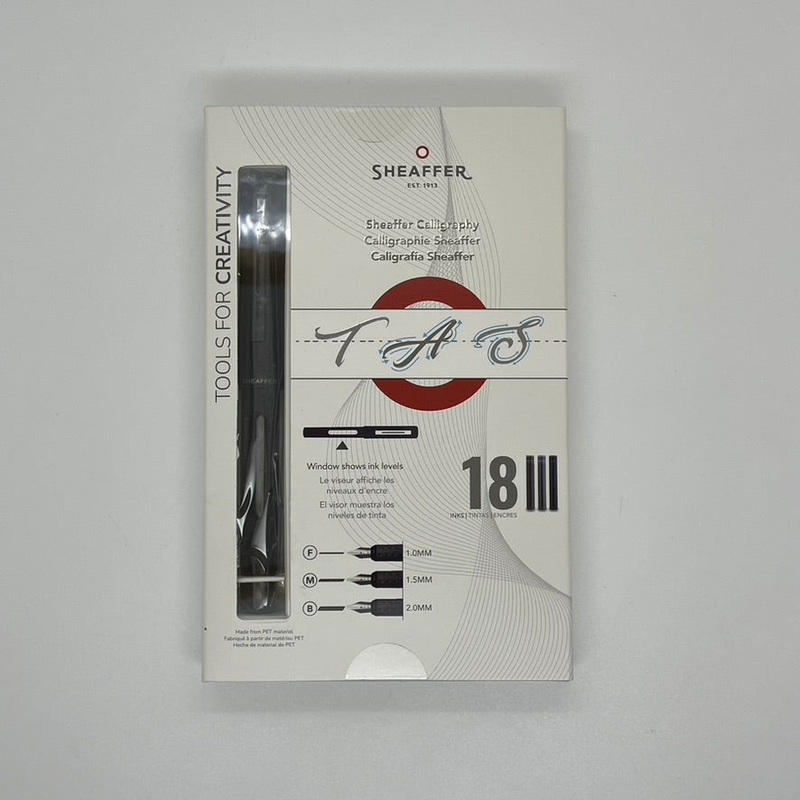 SHEAFFER
EST. 1913
Sheaffer Calligraphy
Calligraphie Sheaffer
Caligrafía Sheaffer
TOOLS FOR CREATIVITY
T A S
SHEAFFER
Window shows ink levels
Le viseur affiche les
niveaux d'encre
El visor muestra los
niveles de tinta
18
INKS | TINTAS | ENCRES
F 1.0MM
M 1.5MM
B 2.0MM
Made from PET material
Fabriqué à partir de matériau PET
Hecho de material de PET